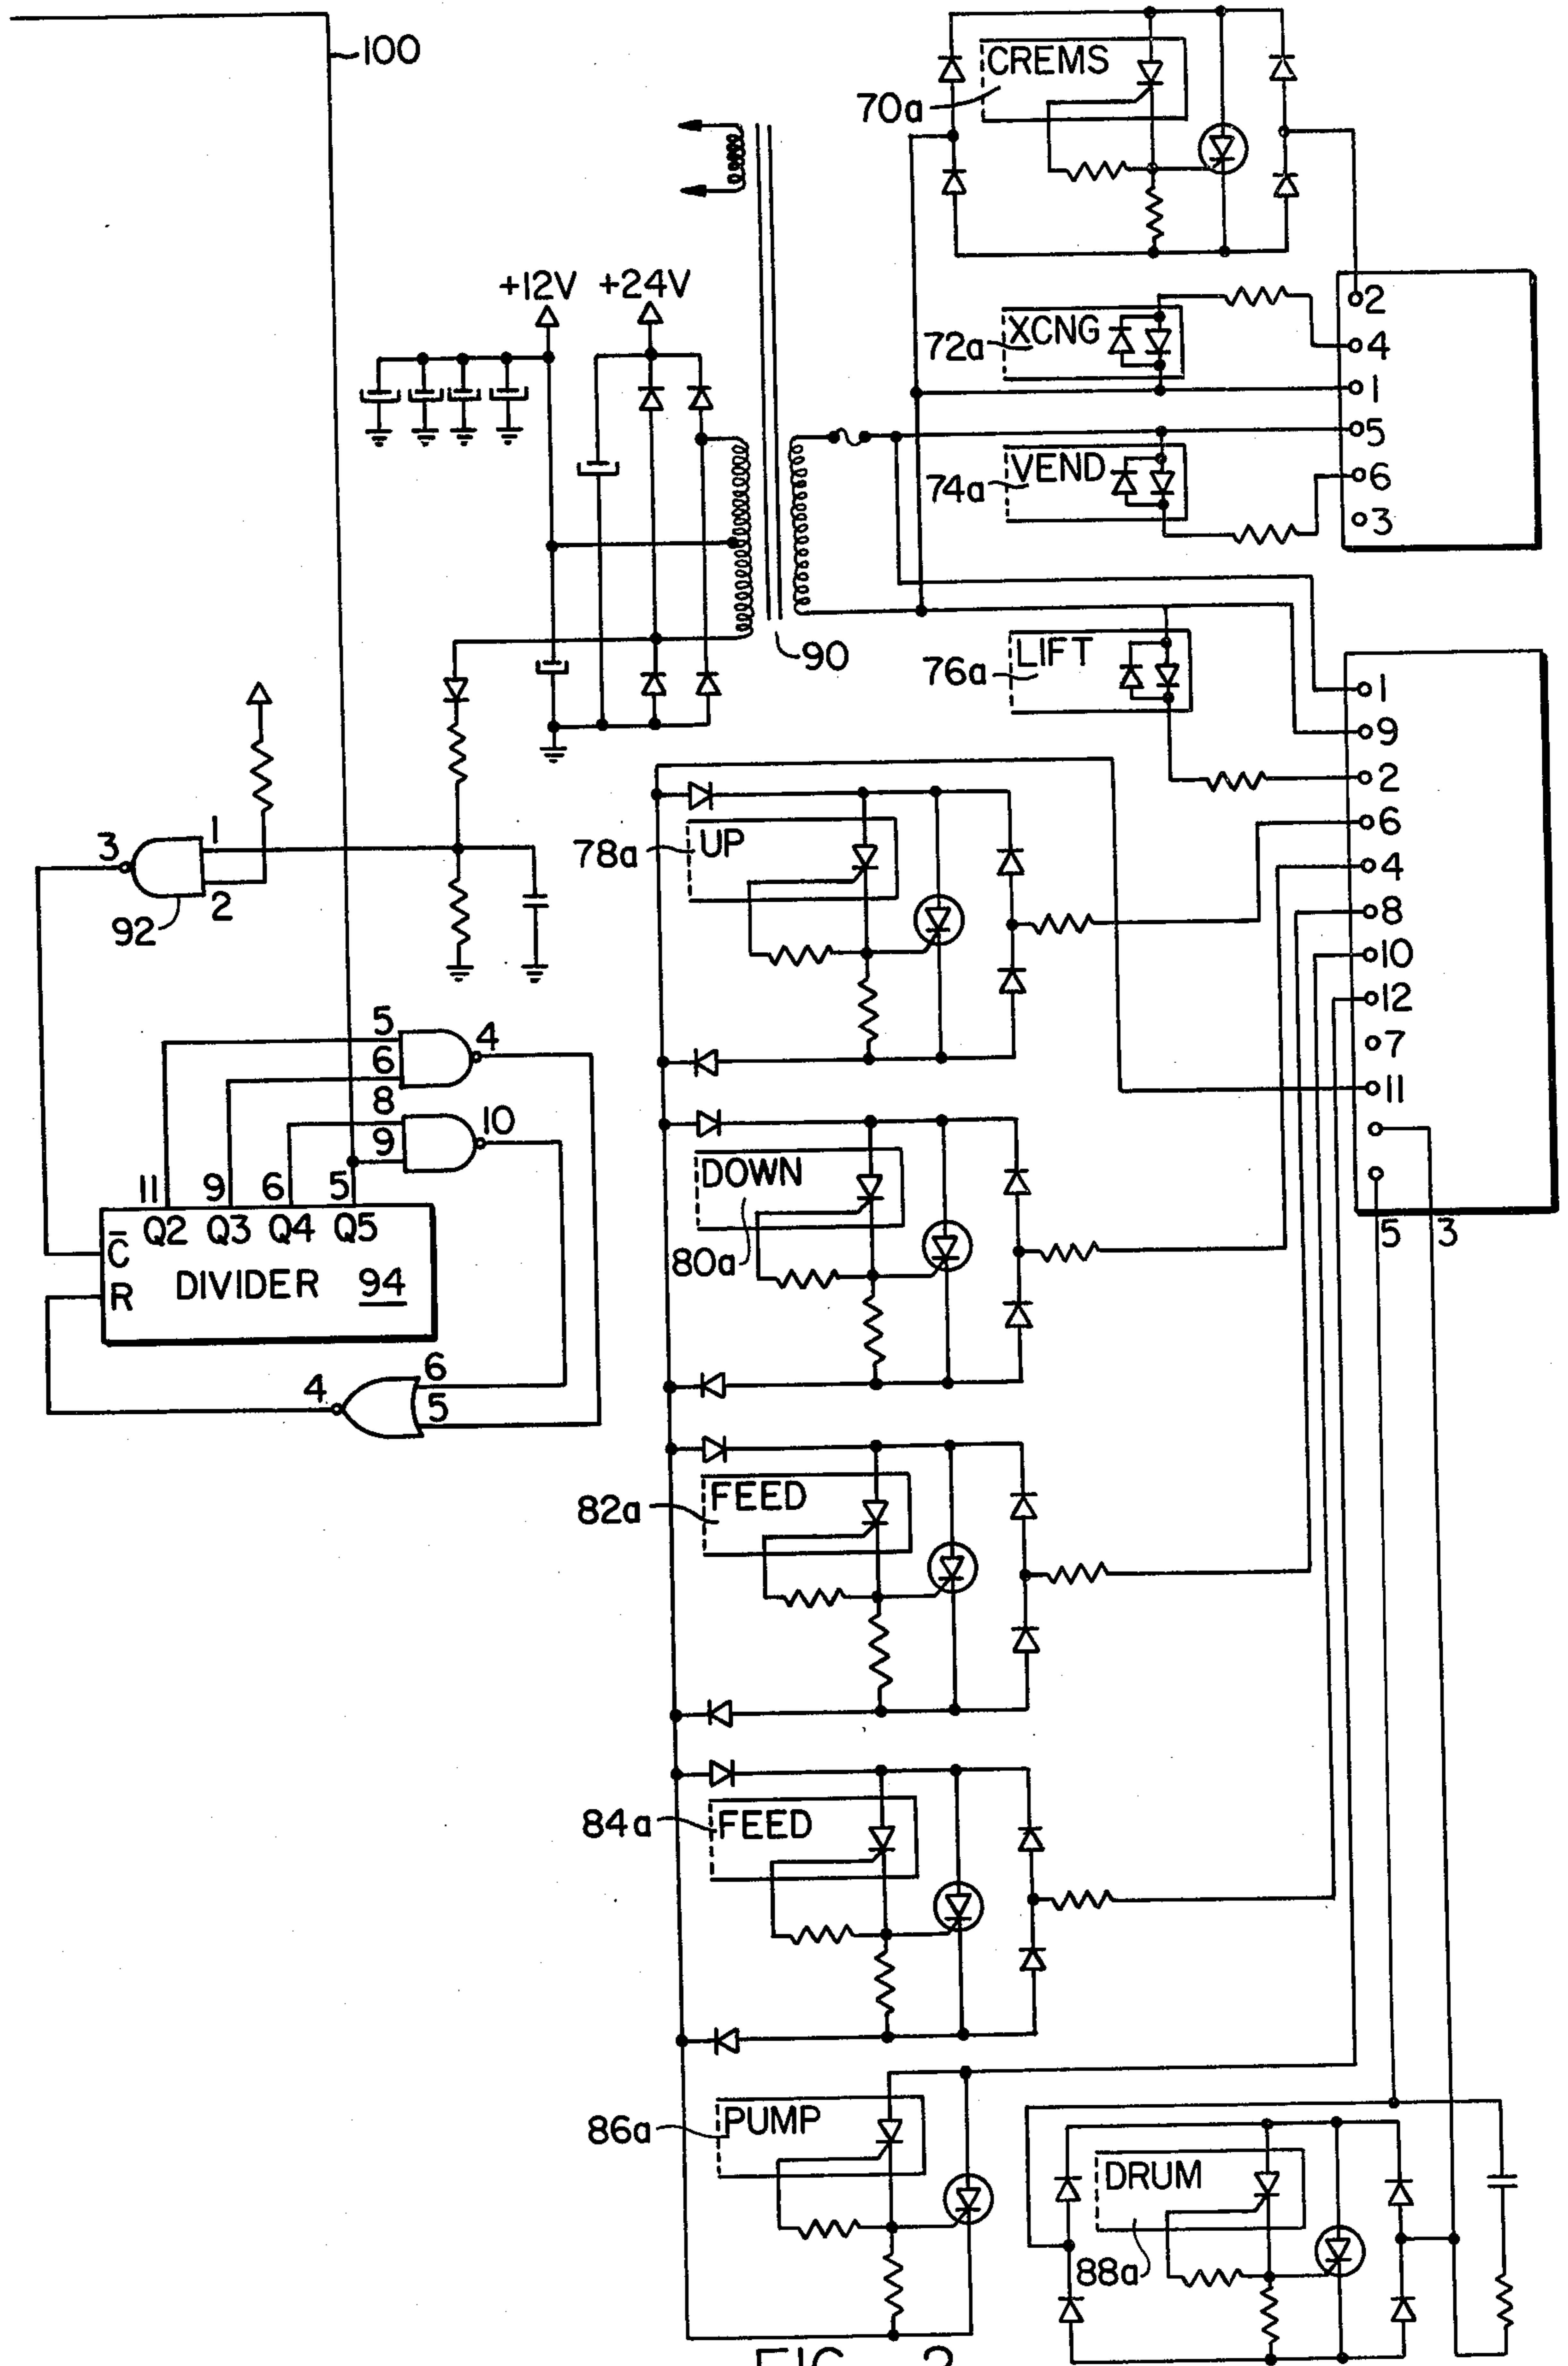 100
CREMS
70a
+12V +24V
2
XCNG
72a
4
1
5
VEND
74a
6
3
90
LIFT
76a
1
9
2
3 1
2
92
UP
78a
6
4
8
10
12
7
11
5
6
4
8
9
10
DOWN
80a
5 3
11 9 6 5
Q2 Q3 Q4 Q5
C̅
R
DIVIDER 94
4
6
5
FEED
82a
FEED
84a
PUMP
86a
DRUM
88a
FIG. 2